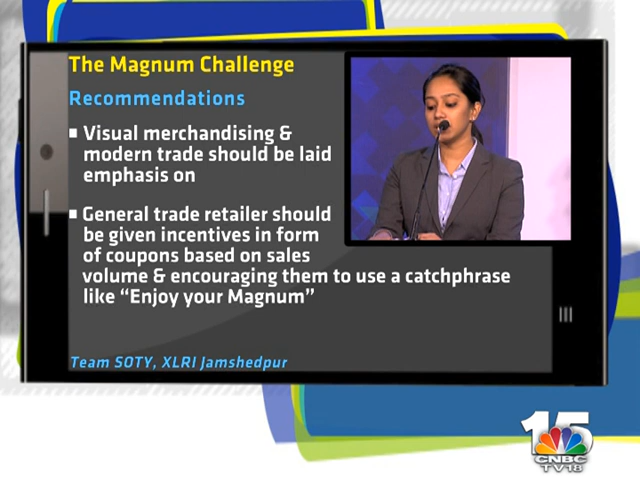 The Magnum Challenge
Recommendations
Visual merchandising &
modern trade should be laid
emphasis on
General trade retailer should
be given incentives in form
of coupons based on sales
volume & encouraging them to use a catchphrase
like “Enjoy your Magnum”
Team SOTY, XLRI Jamshedpur
15
CNBC
TV18